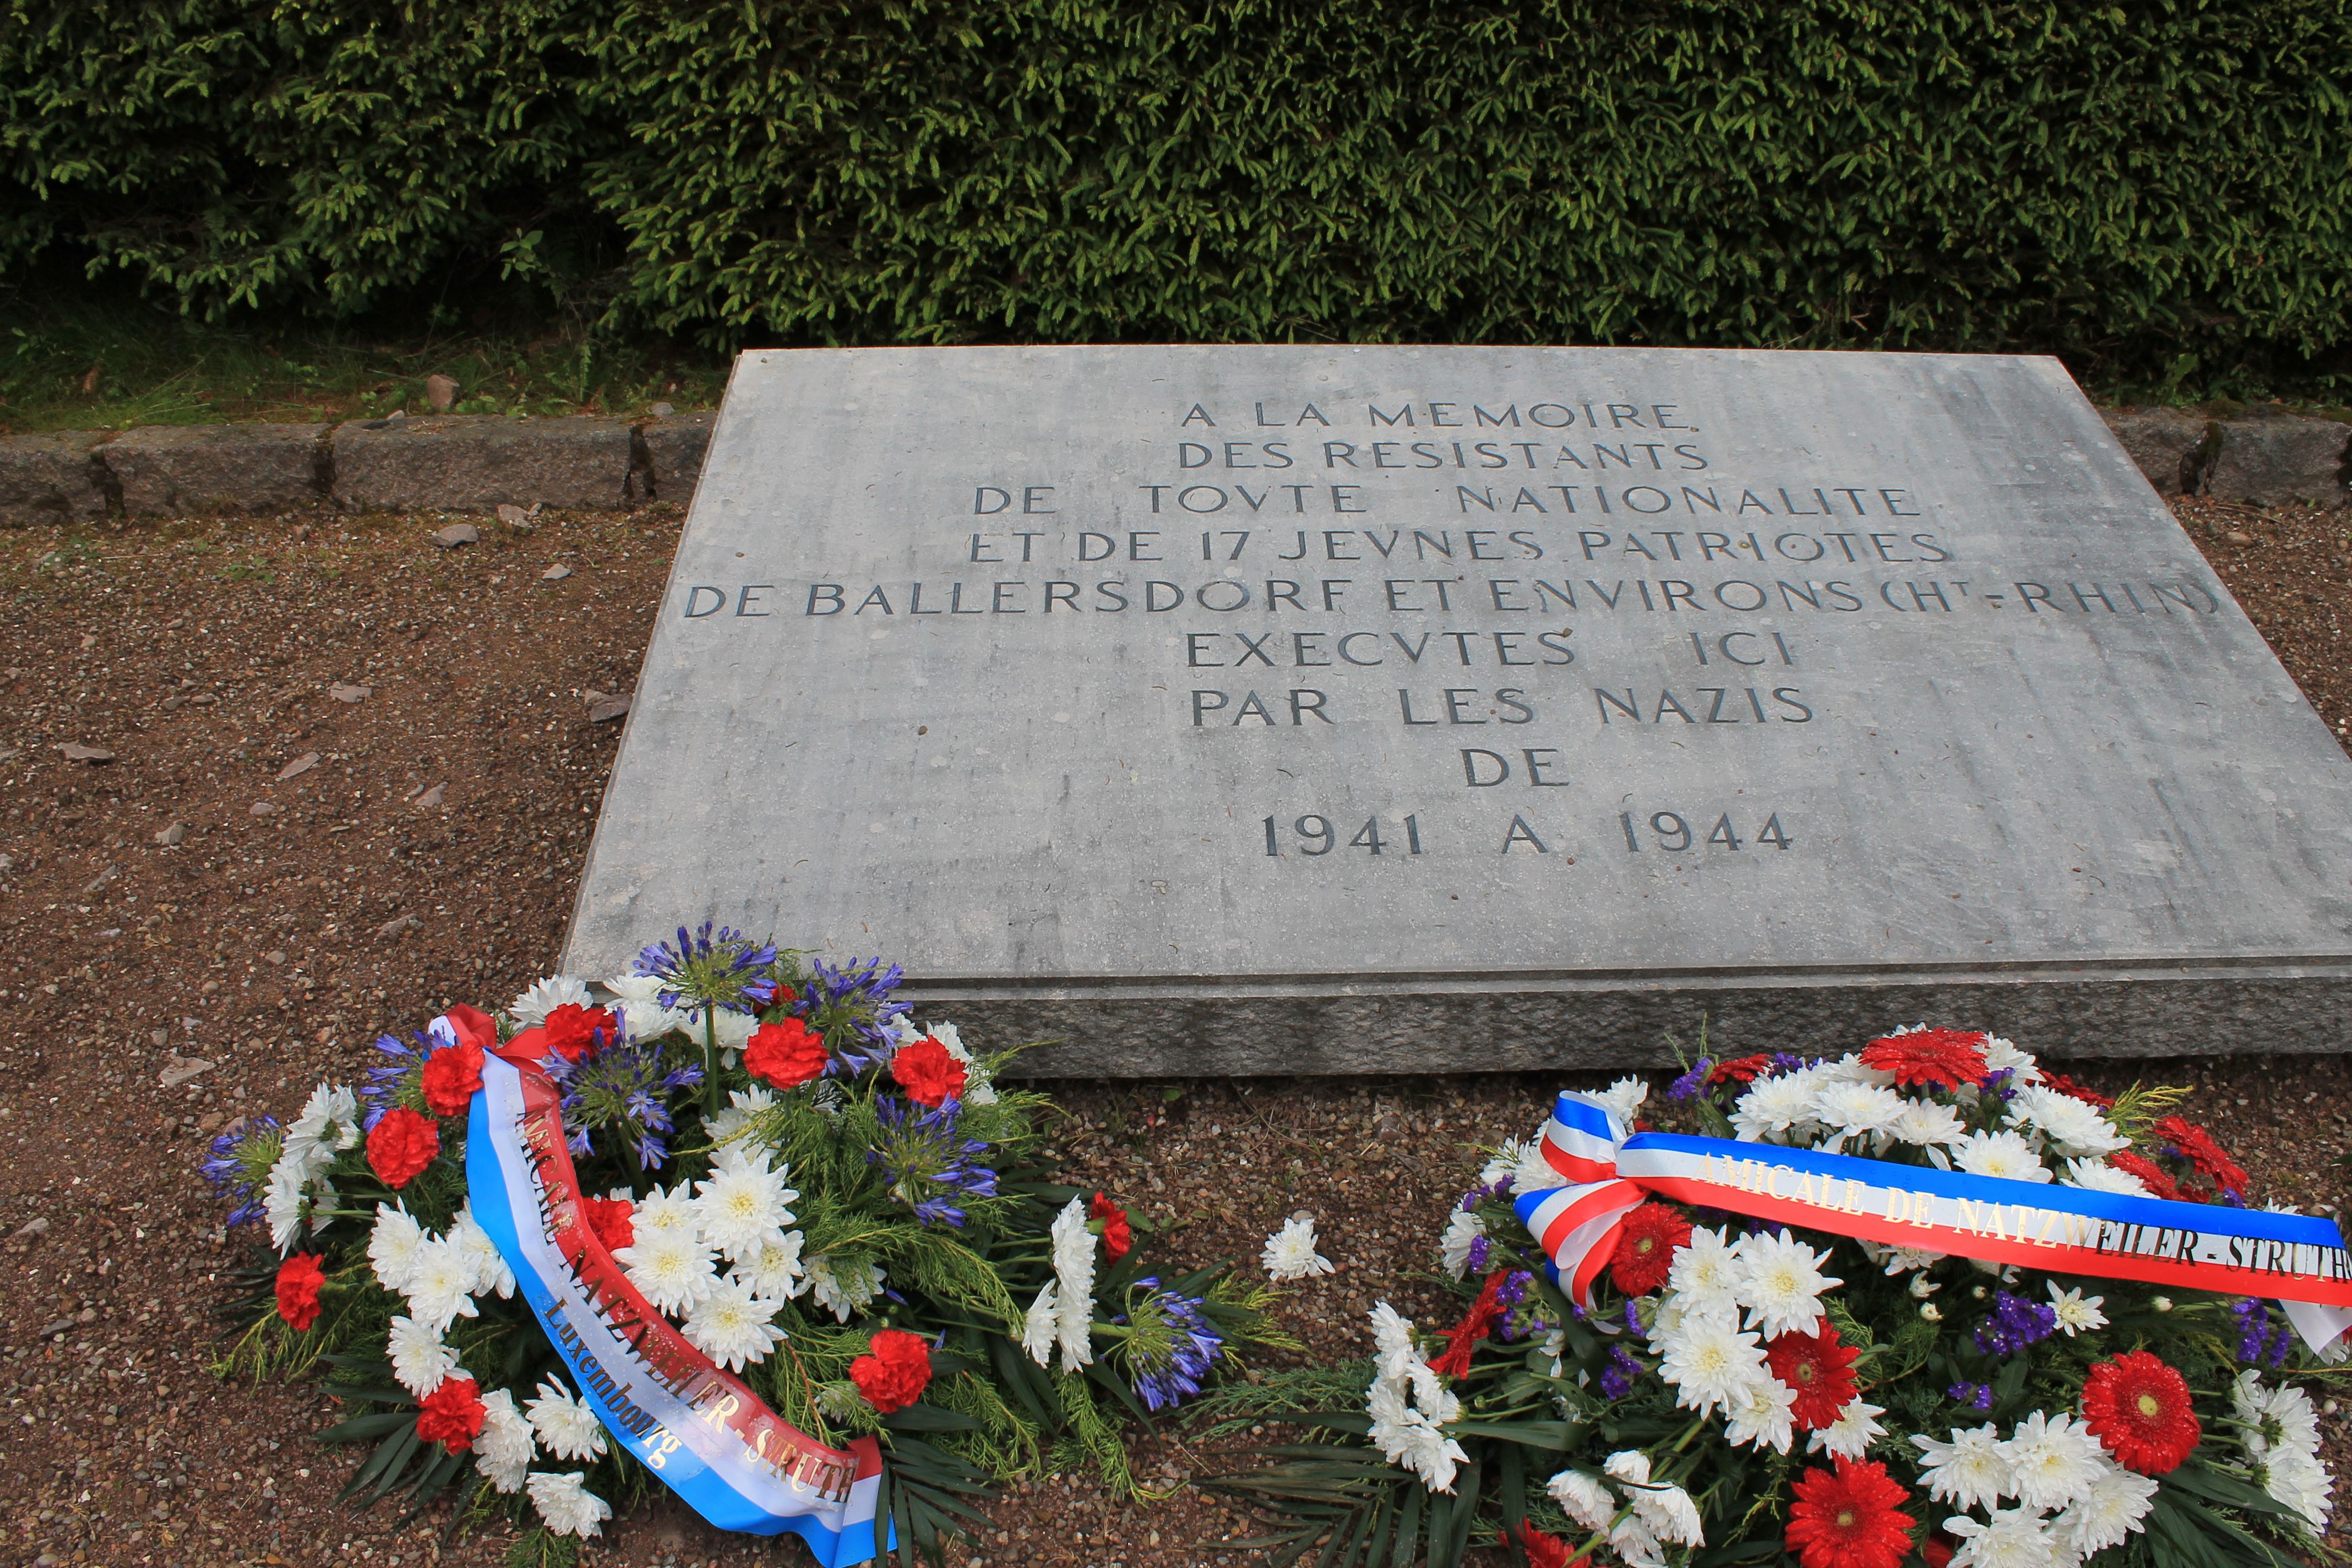 A LA MEMOIRE
DES RESISTANTS
DE TOVTE NATIONALITE
ET DE 17 JEVNES PATRIOTES
DE BALLERSDORF ET ENVIRONS (HT-RHIN)
EXECVTES ICI
PAR LES NAZIS
DE
1941 A 1944
AMICALE NATZWEILER-STRUTH
Luxembourg
AMICALE DE NATZWEILER-STRUTH